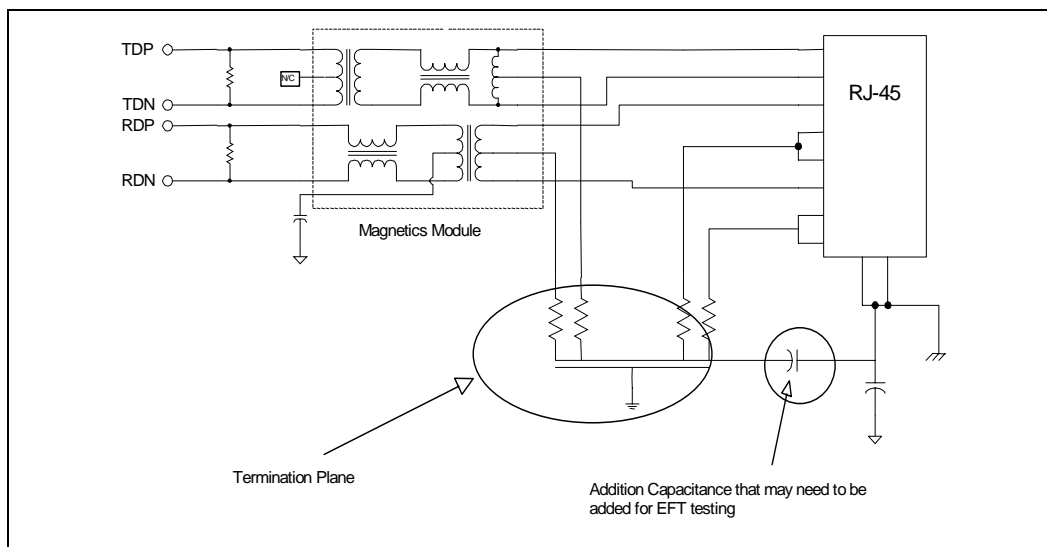 TDP
TDN
RDP
RDN
N/C
RJ-45
Magnetics Module
Termination Plane
Addition Capacitance that may need to be
added for EFT testing